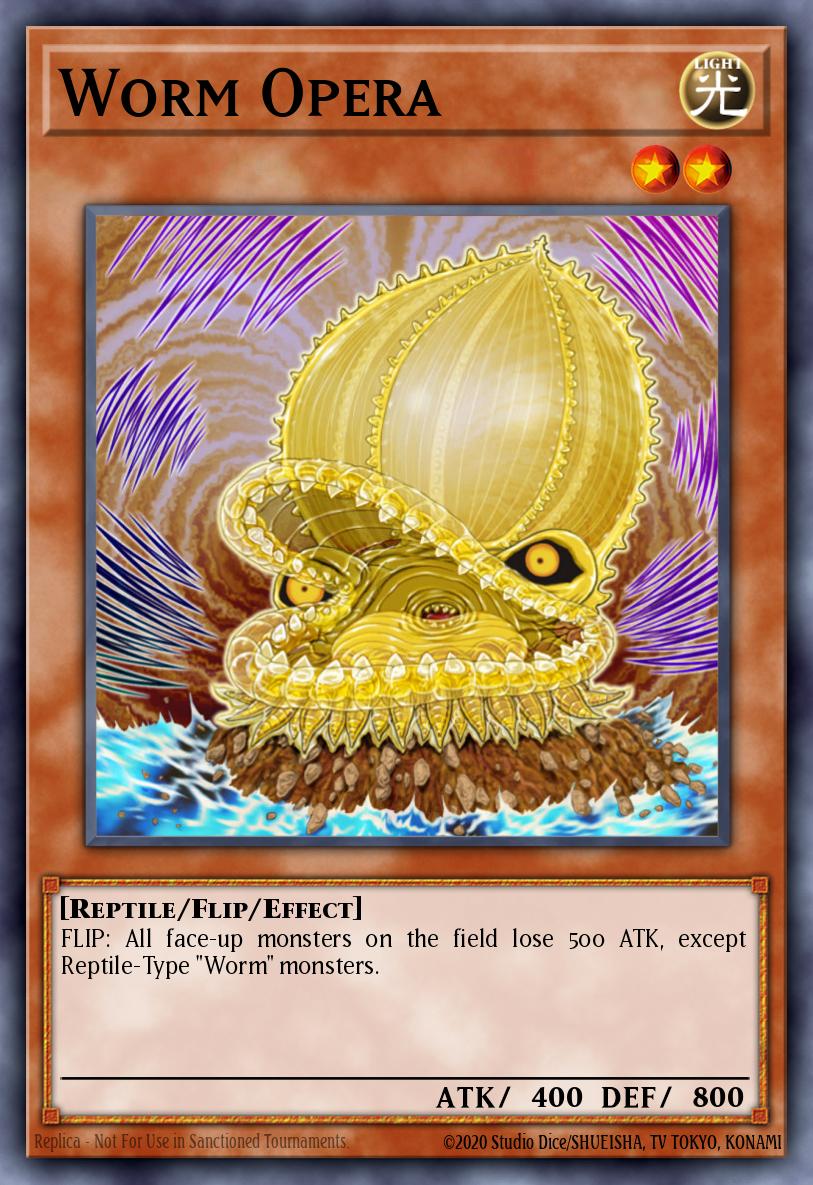 Worm Opera
LIGHT
光
[Reptile/Flip/Effect]
FLIP: All face-up monsters on the field lose 500 ATK, except
Reptile-Type "Worm" monsters.
ATK/ 400 DEF/ 800
Replica - Not For Use in Sanctioned Tournaments.
©2020 Studio Dice/SHUEISHA, TV TOKYO, KONAMI